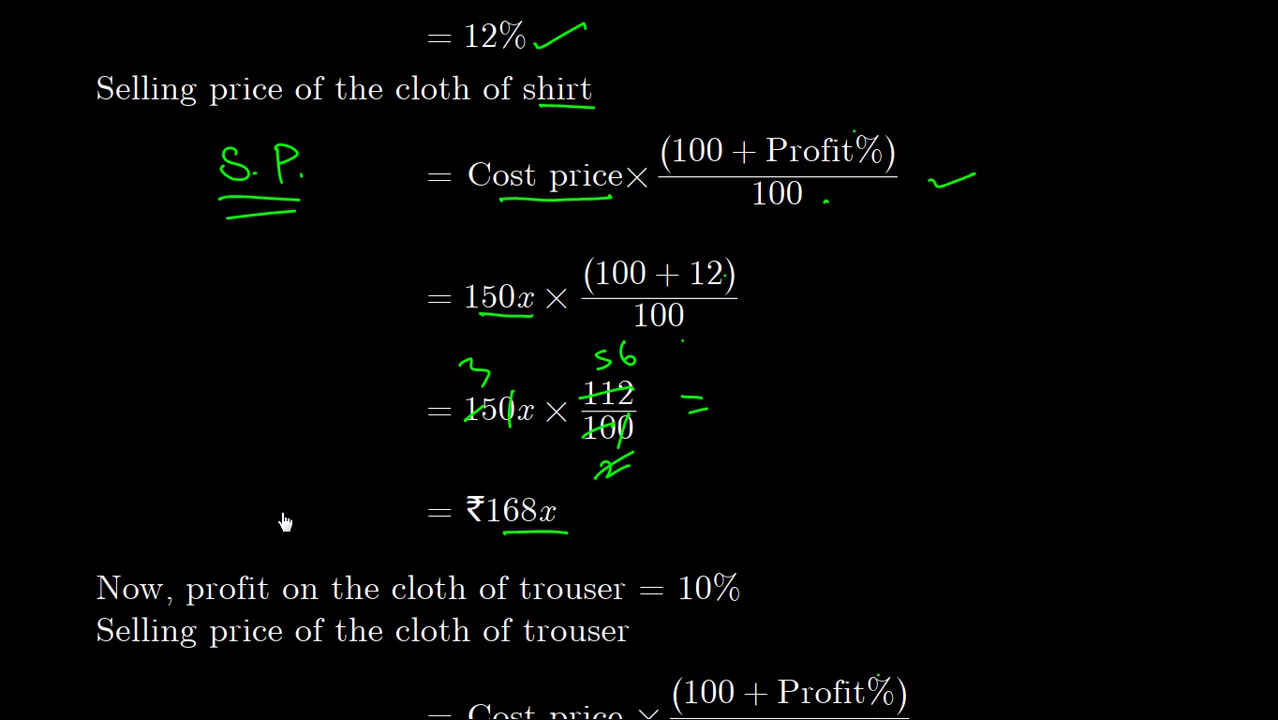 = 12%
Selling price of the cloth of shirt
S. P. = Cost price× (100 + Profit%) / 100
= 150x × (100 + 12) / 100
3 56
= 150x × 112 / 100 =
2
= ₹168x
Now, profit on the cloth of trouser = 10%
Selling price of the cloth of trouser
= Cost price × (100 + Profit%)